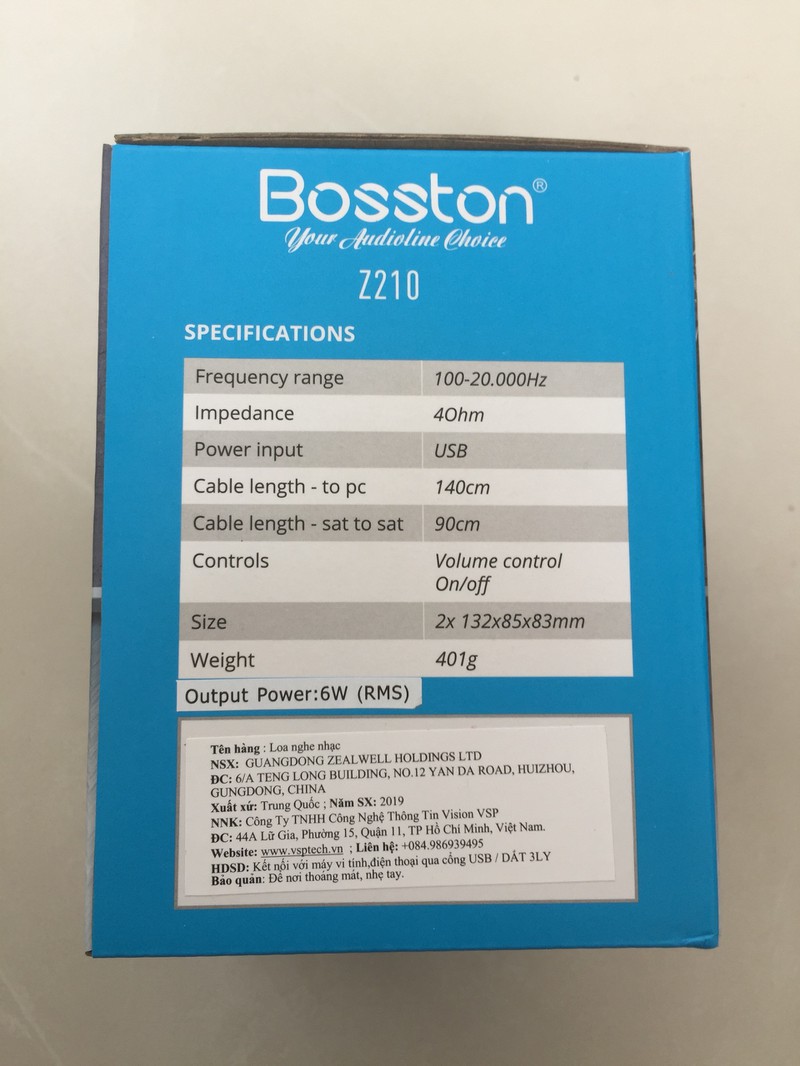 Bosston®
Your Audioline Choice
Z210
SPECIFICATIONS
Frequency range 100-20.000Hz
Impedance 4Ohm
Power input USB
Cable length - to pc 140cm
Cable length - sat to sat 90cm
Controls Volume control
On/off
Size 2x 132x85x83mm
Weight 401g
Output Power:6W (RMS)
Tên hàng : Loa nghe nhạc
NSX: GUANGDONG ZEALWELL HOLDINGS LTD
ĐC: 6/A TENG LONG BUILDING, NO.12 YAN DA ROAD, HUIZHOU,
GUNGDONG, CHINA
Xuất xứ: Trung Quốc ; Năm SX: 2019
NNK: Công Ty TNHH Công Nghệ Thông Tin Vision VSP
ĐC: 44A Lữ Gia, Phường 15, Quận 11, TP Hồ Chí Minh, Việt Nam.
Website: www.vsptech.vn ; Liên hệ: +084.986939495
HDSD: Kết nối với máy vi tính,điện thoại qua cổng USB / DÁT 3LY
Bảo quản: Để nơi thoáng mát, nhẹ tay.